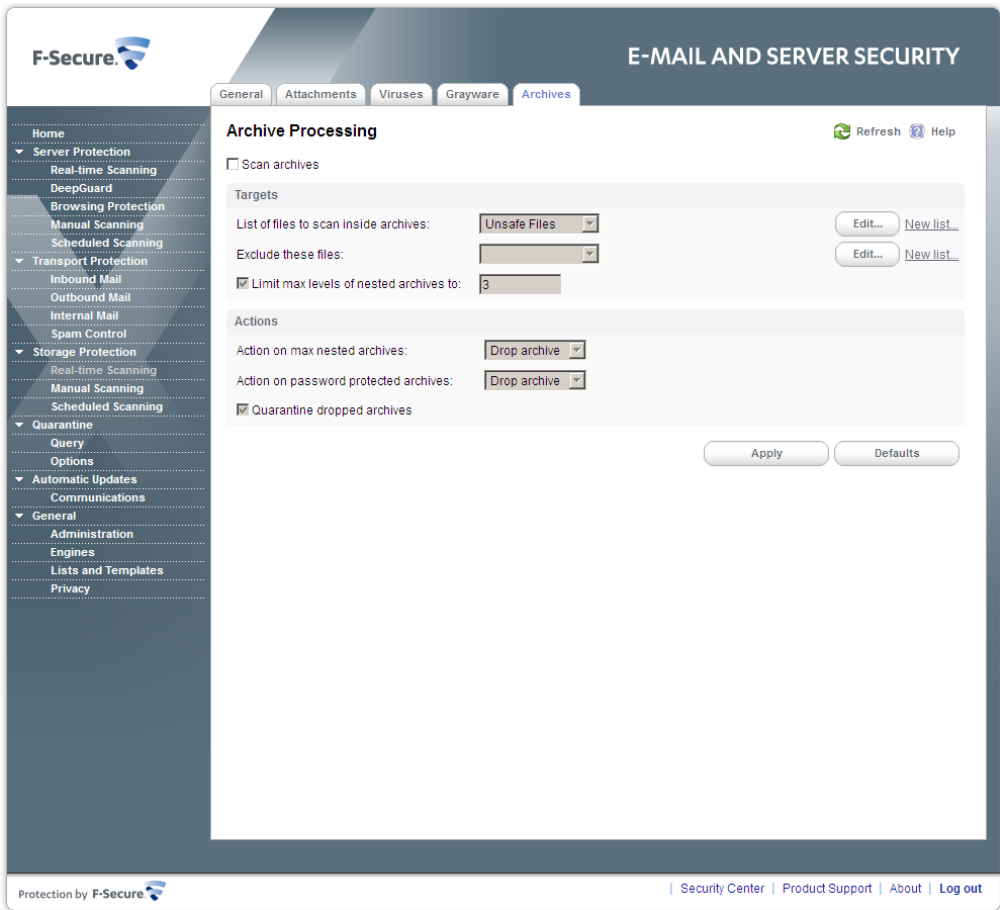 F-Secure.
E-MAIL AND SERVER SECURITY
General Attachments Viruses Grayware Archives
Home
Server Protection
Real-time Scanning
DeepGuard
Browsing Protection
Manual Scanning
Scheduled Scanning
Transport Protection
Inbound Mail
Outbound Mail
Internal Mail
Spam Control
Storage Protection
Real-time Scanning
Manual Scanning
Scheduled Scanning
Quarantine
Query
Options
Automatic Updates
Communications
General
Administration
Engines
Lists and Templates
Privacy
Archive Processing
Refresh Help
Scan archives
Targets
List of files to scan inside archives: Unsafe Files Edit... New list...
Exclude these files: Edit... New list...
Limit max levels of nested archives to: 3
Actions
Action on max nested archives: Drop archive
Action on password protected archives: Drop archive
Quarantine dropped archives
Apply Defaults
Protection by F-Secure
| Security Center | Product Support | About | Log out